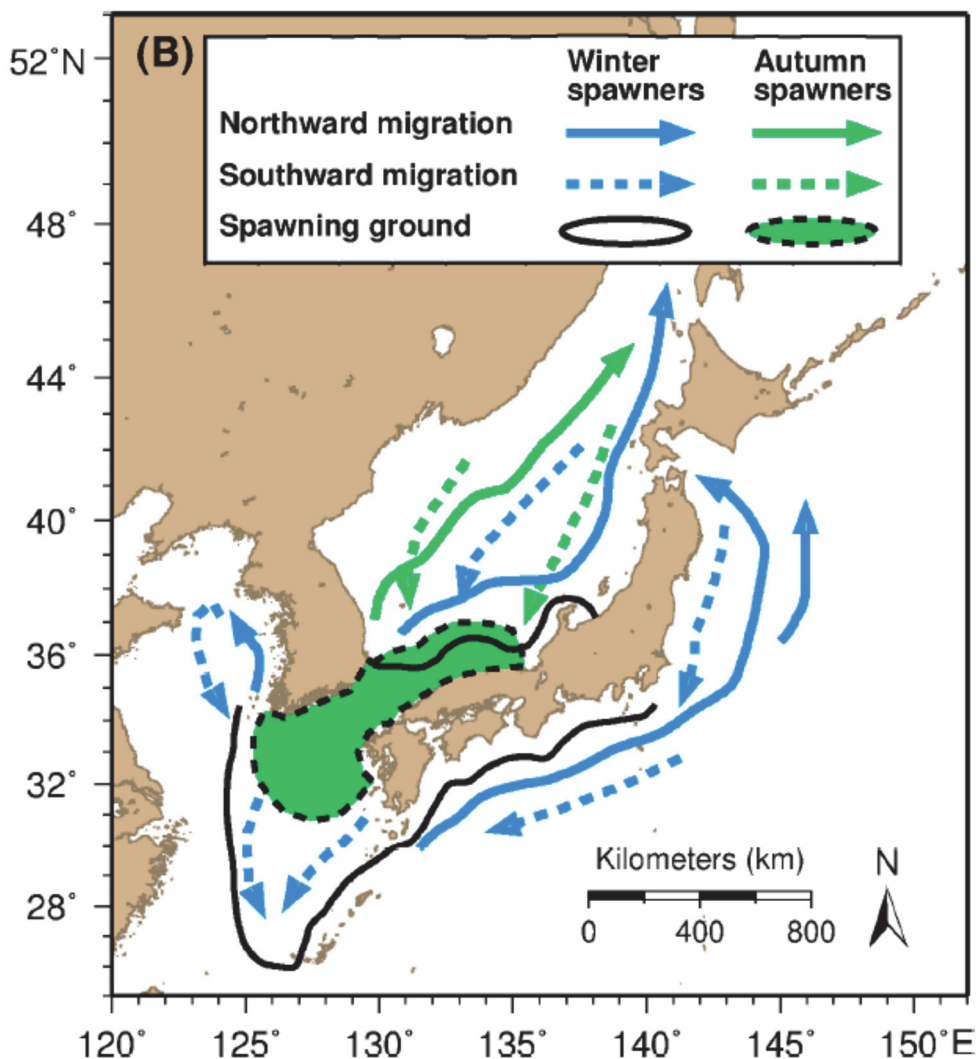 52°N
(B)
Winter spawners
Autumn spawners
Northward migration
Southward migration
Spawning ground
48°
44°
40°
36°
32°
28°
Kilometers (km)
N
0 400 800
120° 125° 130° 135° 140° 145° 150°E